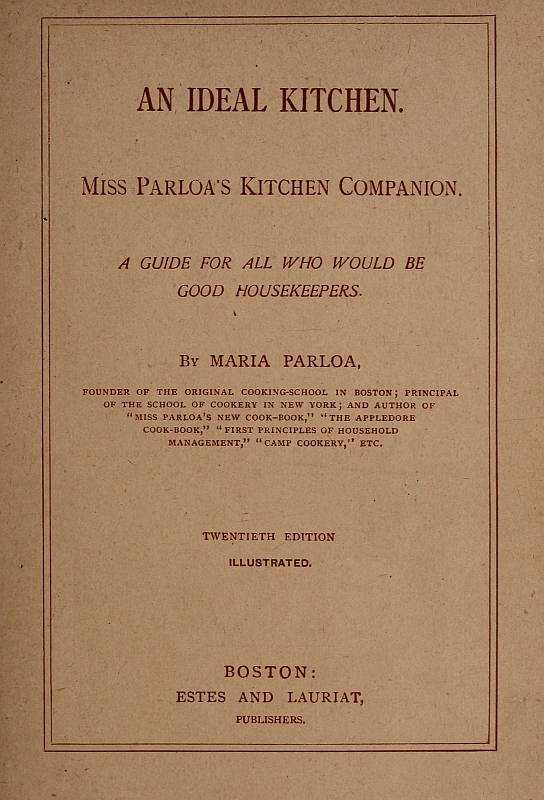 AN IDEAL KITCHEN.
MISS PARLOA'S KITCHEN COMPANION.
A GUIDE FOR ALL WHO WOULD BE
GOOD HOUSEKEEPERS.
BY MARIA PARLOA,
FOUNDER OF THE ORIGINAL COOKING-SCHOOL IN BOSTON; PRINCIPAL
OF THE SCHOOL OF COOKERY IN NEW YORK; AND AUTHOR OF
"MISS PARLOA'S NEW COOK-BOOK," "THE APPLEDORE
COOK-BOOK," "FIRST PRINCIPLES OF HOUSEHOLD
MANAGEMENT," "CAMP COOKERY," ETC.
TWENTIETH EDITION
ILLUSTRATED.
BOSTON:
ESTES AND LAURIAT,
PUBLISHERS.